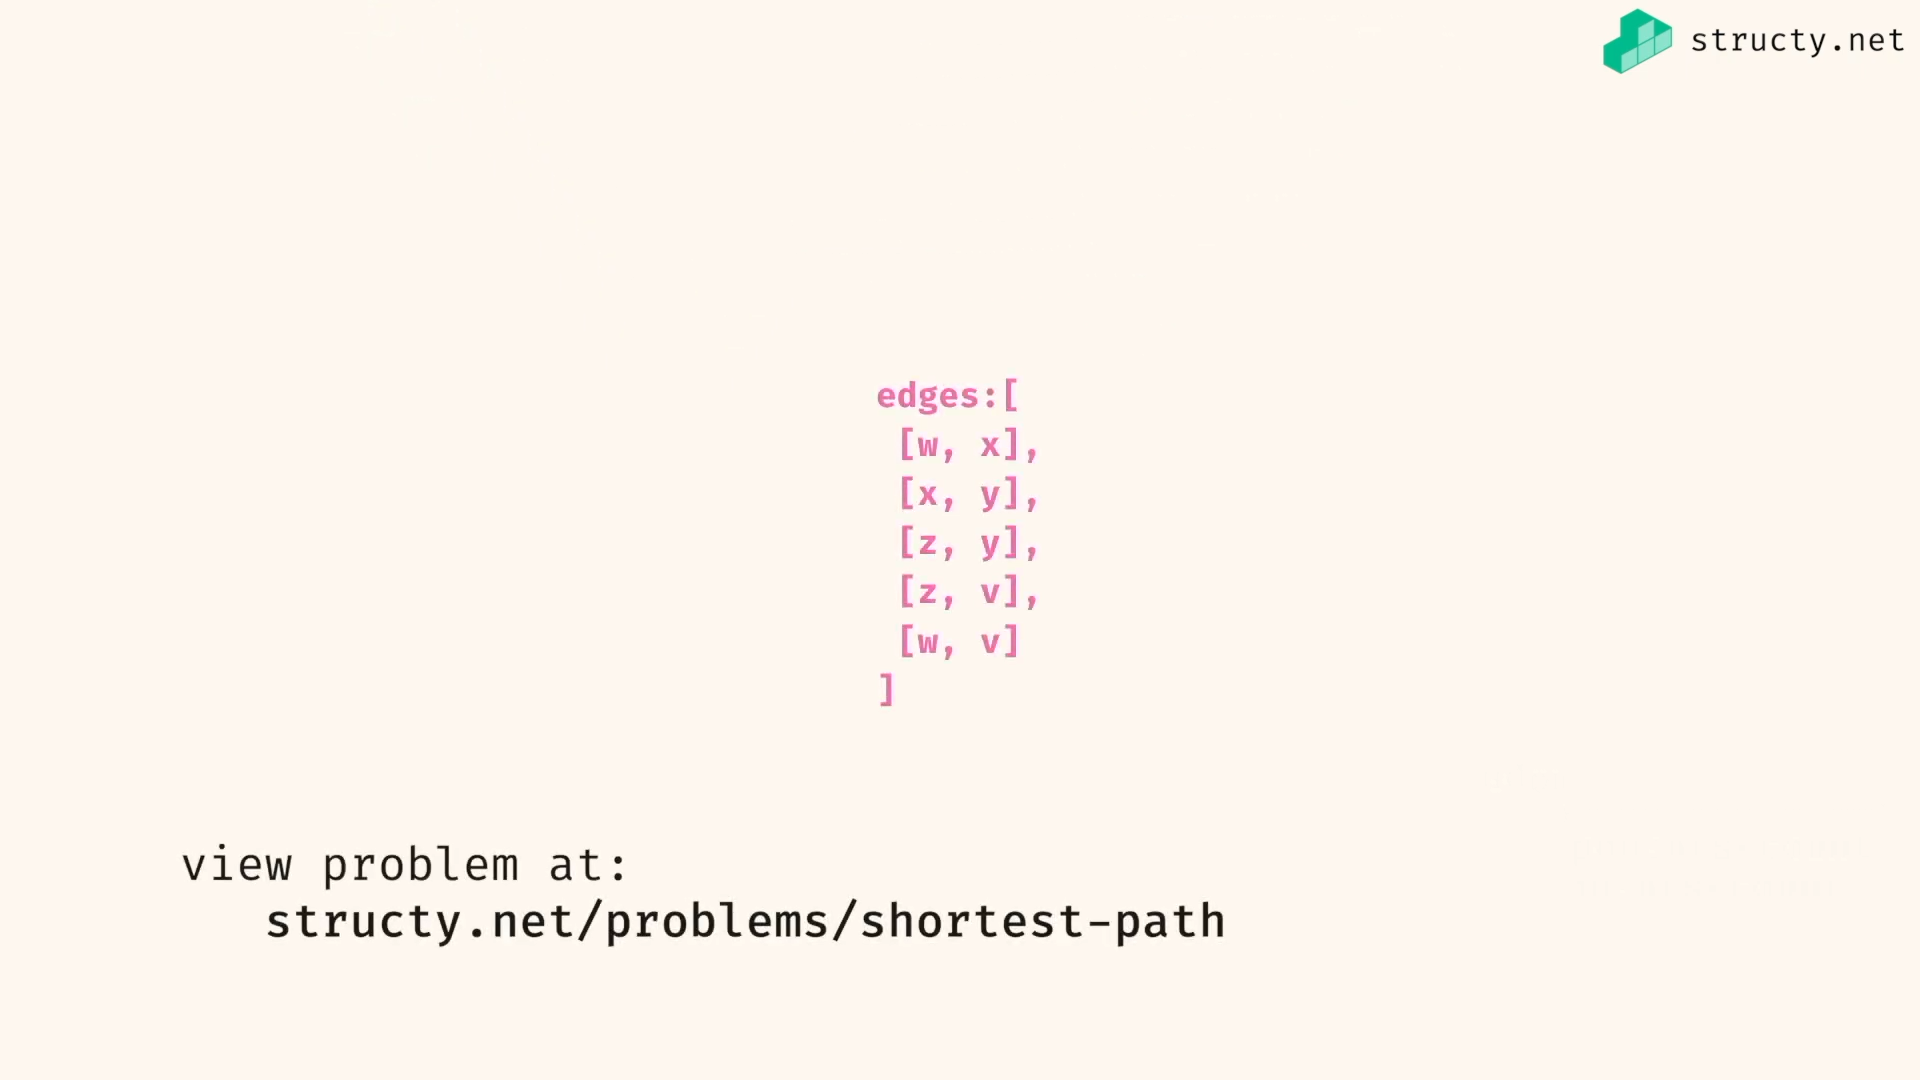 structy.net
edges:[
[w, x],
[x, y],
[z, y],
[z, v],
[w, v]
]
view problem at:
structy.net/problems/shortest-path